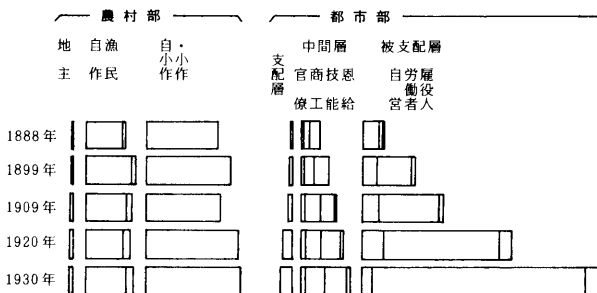 農村部
都市部
地主
自作
漁民
自小作
・小作
支配層
中間層
官僚
商工
技能
恩給
被支配層
自営
労働者
雇役人
1888年
1899年
1909年
1920年
1930年